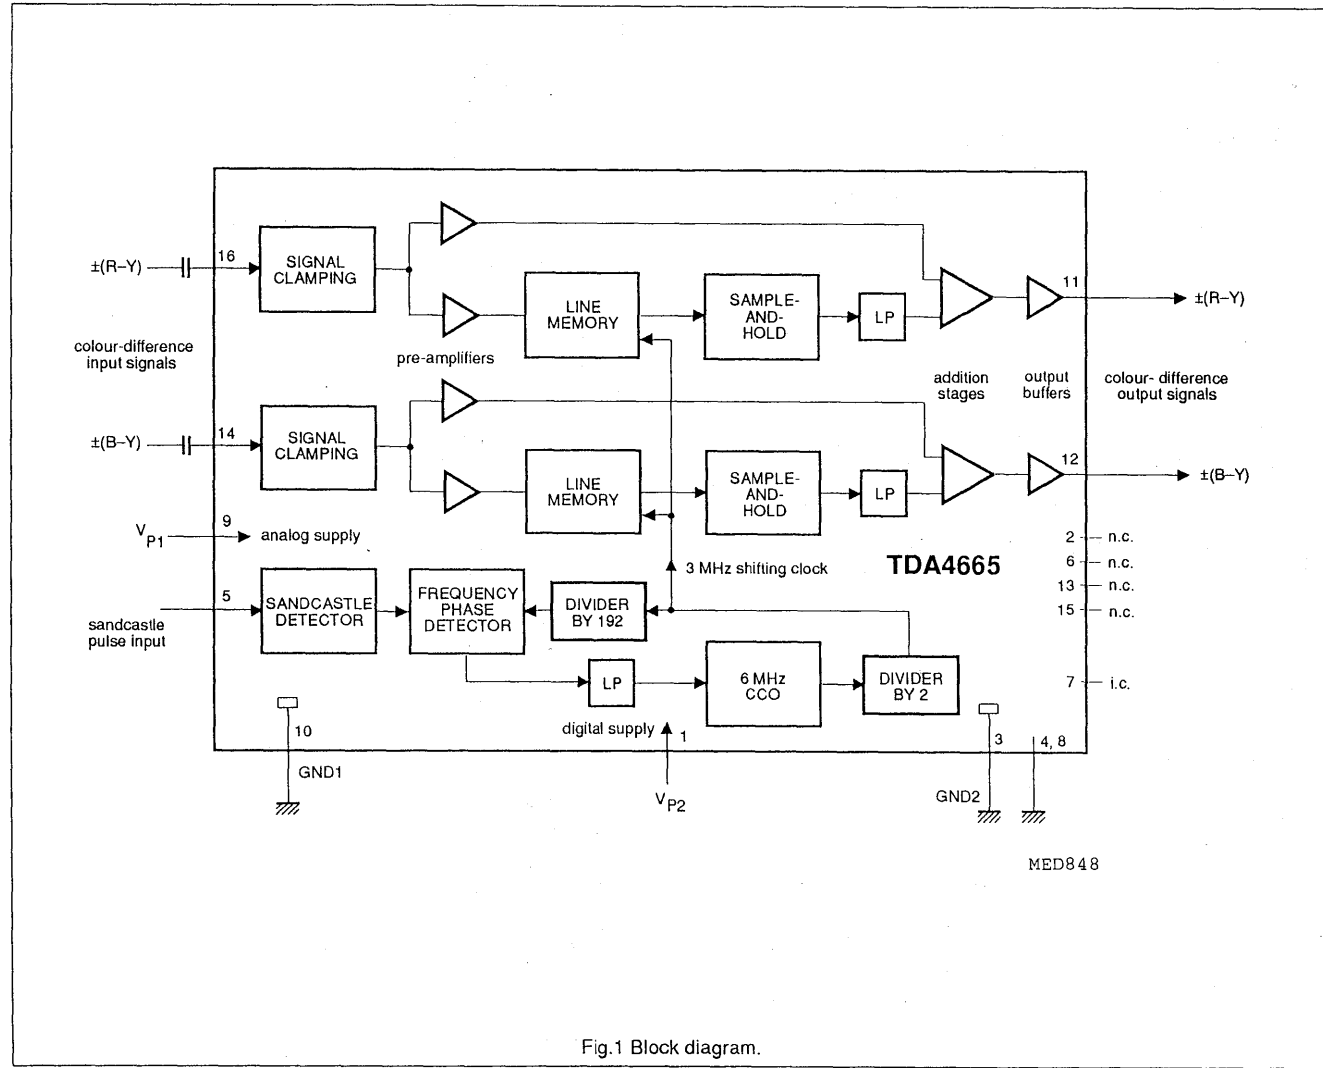 16
±(R–Y)
SIGNAL
CLAMPING
LINE
MEMORY
SAMPLE-
AND-
HOLD
LP
11
±(R–Y)
colour-difference
input signals
pre-amplifiers
addition
stages
output
buffers
colour- difference
output signals
14
±(B–Y)
SIGNAL
CLAMPING
LINE
MEMORY
SAMPLE-
AND-
HOLD
LP
12
±(B–Y)
VP1
9
analog supply
2
n.c.
6
n.c.
13
n.c.
15
n.c.
3 MHz shifting clock
TDA4665
5
sandcastle
pulse input
SANDCASTLE
DETECTOR
FREQUENCY
PHASE
DETECTOR
DIVIDER
BY 192
LP
6 MHz
CCO
DIVIDER
BY 2
7
i.c.
10
GND1
digital supply
1
VP2
3
GND2
4, 8
MED848
Fig.1 Block diagram.